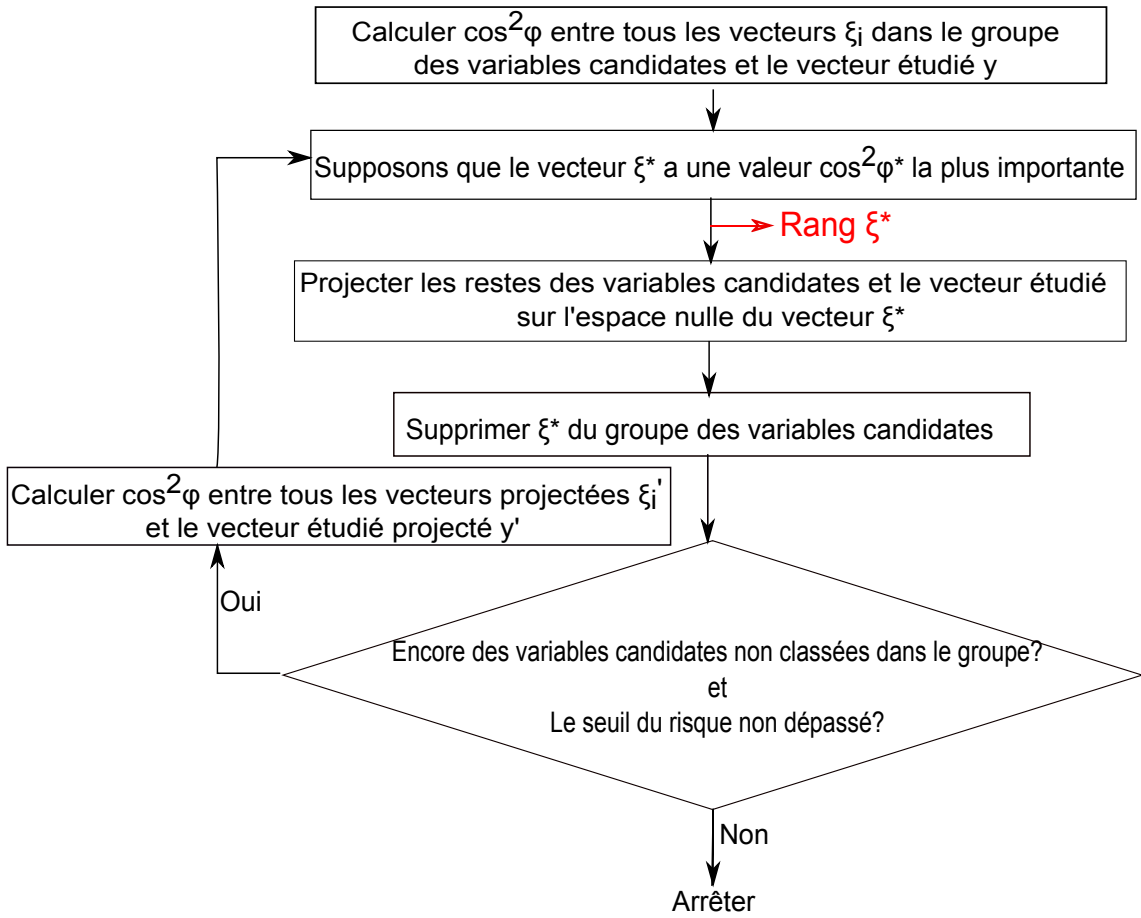 Calculer cos²φ entre tous les vecteurs ξi dans le groupe
des variables candidates et le vecteur étudié y
Supposons que le vecteur ξ* a une valeur cos²φ* la plus importante
Rang ξ*
Projecter les restes des variables candidates et le vecteur étudié
sur l'espace nulle du vecteur ξ*
Supprimer ξ* du groupe des variables candidates
Calculer cos²φ entre tous les vecteurs projectées ξi'
et le vecteur étudié projecté y'
Oui
Encore des variables candidates non classées dans le groupe?
et
Le seuil du risque non dépassé?
Non
Arrêter